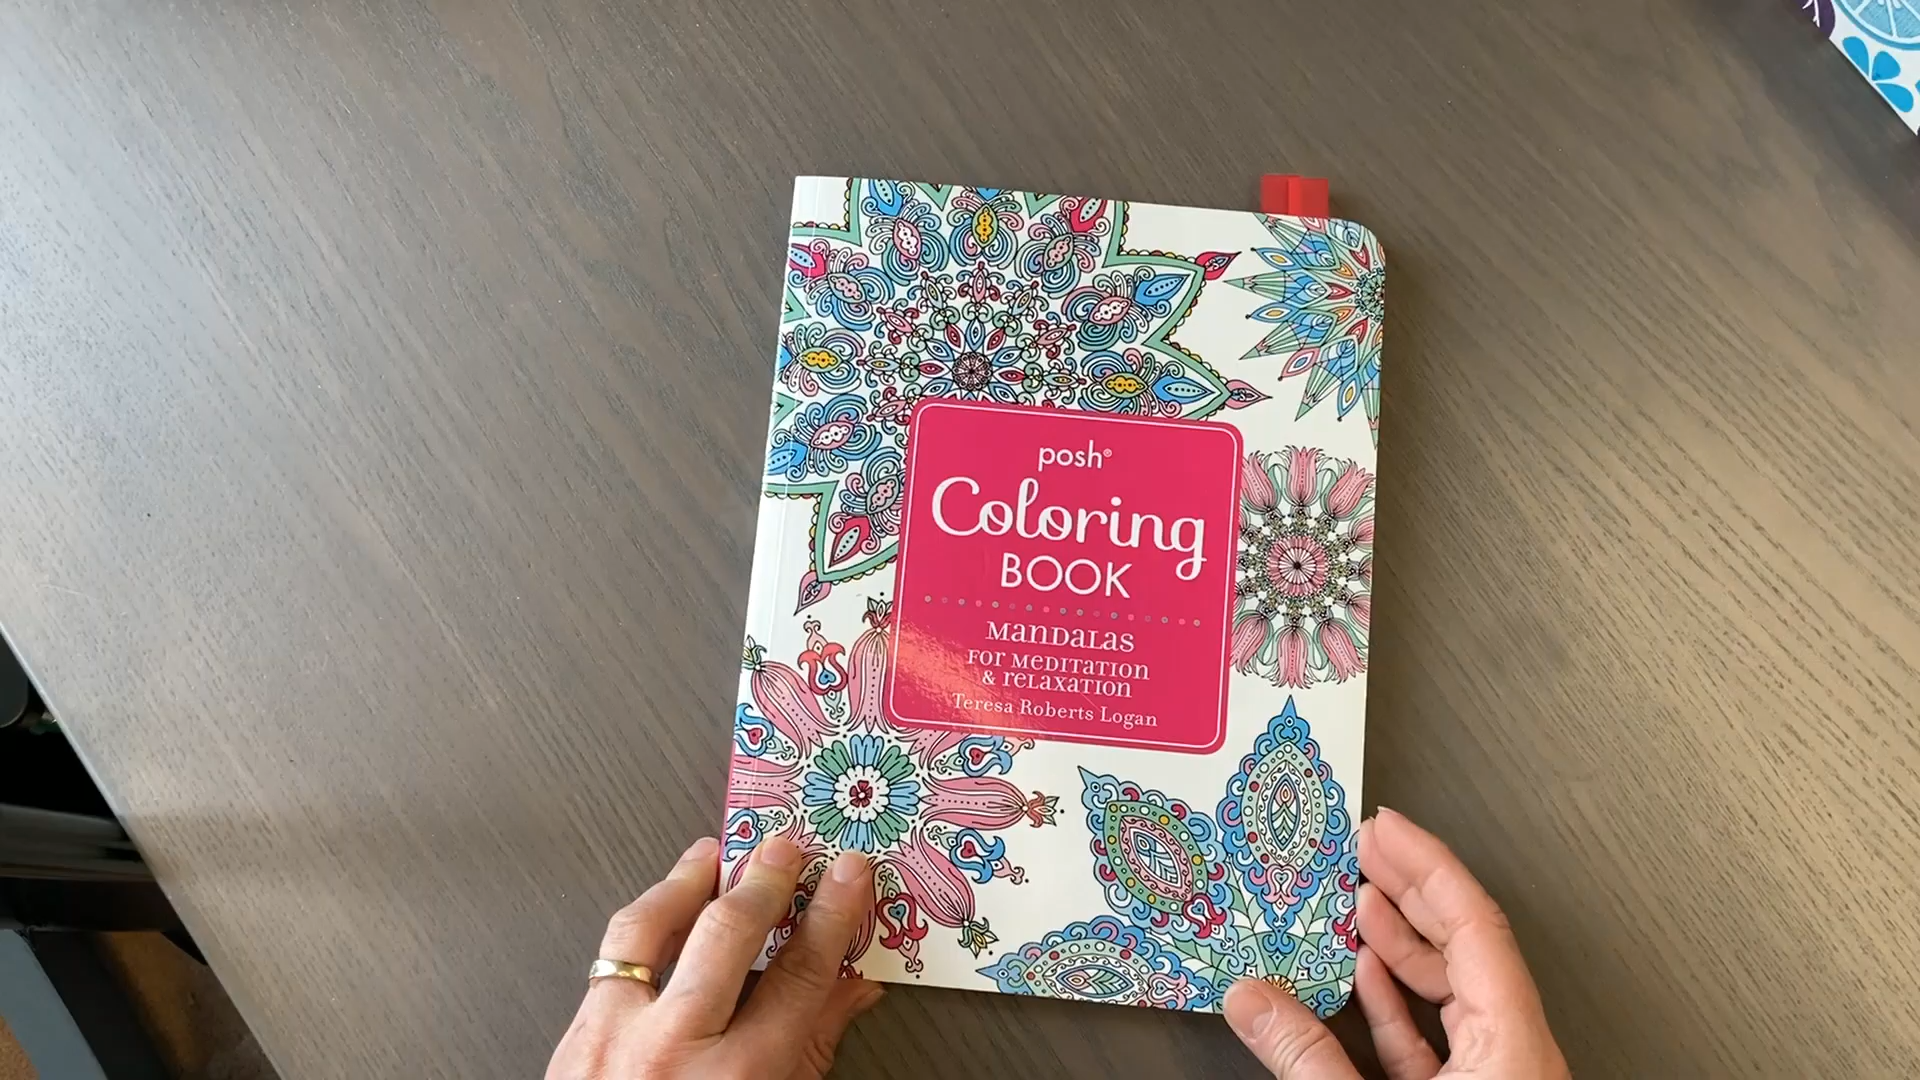 posh®
Coloring
BOOK
MANDALAS
FOR MEDITATION
& RELAXATION
Teresa Roberts Logan